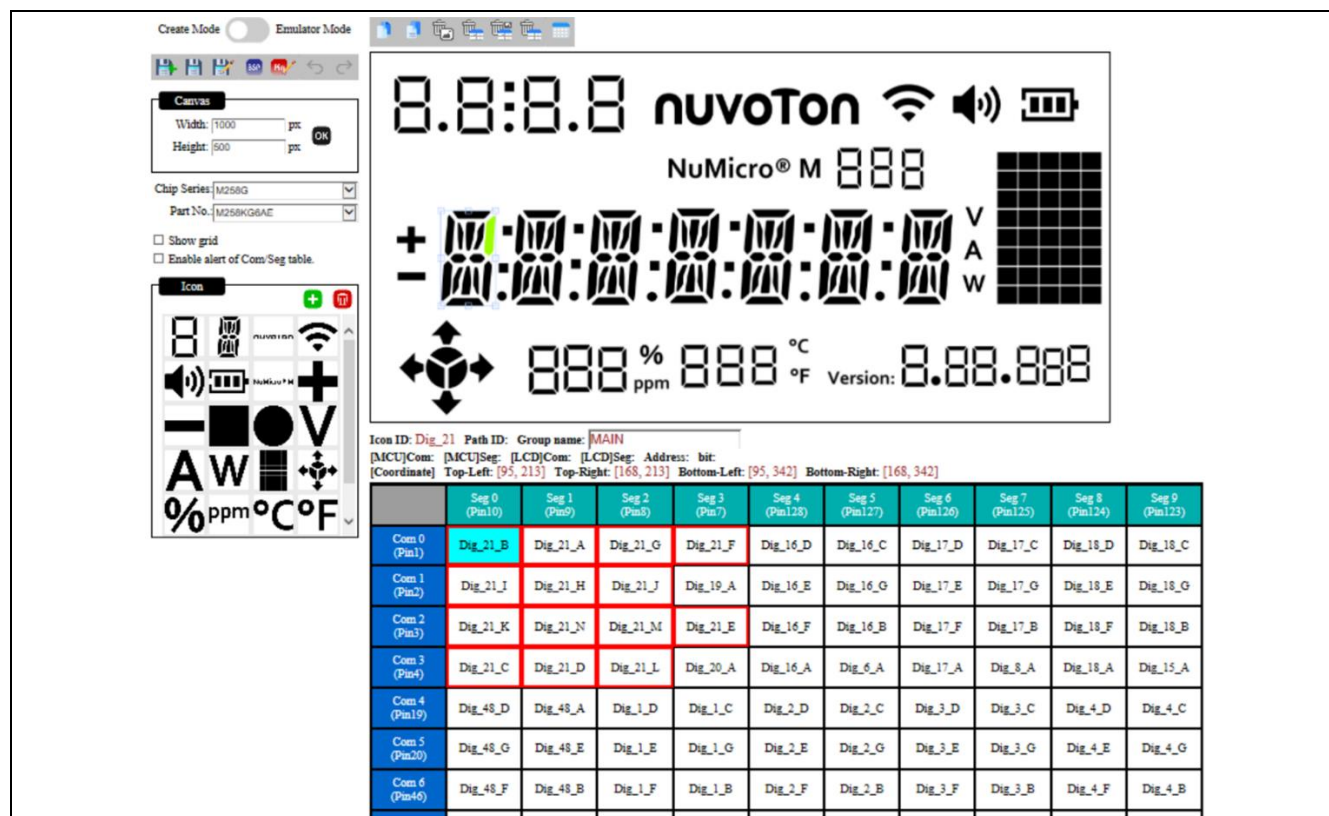 Create Mode Emulator Mode
Canvas
Width: 1000 px
OK
Height: 500 px
Chip Series: M258G
Part No.: M258KG6AE
Show grid
Enable alert of Com/Seg table.
Icon
nuvoTon
NuMicro® M
V
A W
% ppm °C °F
8.8:8.8 nuvoTon
NuMicro® M 888
+
−
V
A
W
888 % ppm 888 °C °F Version: 8.88.888
Icon ID: Dig_21 Path ID: Group name: MAIN
[MCU]Com: [MCU]Seg: [LCD]Com: [LCD]Seg: Address: bit:
[Coordinate] Top-Left: [95, 213] Top-Right: [168, 213] Bottom-Left: [95, 342] Bottom-Right: [168, 342]
Seg 0 (Pin10) Seg 1 (Pin9) Seg 2 (Pin8) Seg 3 (Pin7) Seg 4 (Pin128) Seg 5 (Pin127) Seg 6 (Pin126) Seg 7 (Pin125) Seg 8 (Pin124) Seg 9 (Pin123)
Com 0 (Pin1) Dig_21_B Dig_21_A Dig_21_G Dig_21_F Dig_16_D Dig_16_C Dig_17_D Dig_17_C Dig_18_D Dig_18_C
Com 1 (Pin2) Dig_21_I Dig_21_H Dig_21_J Dig_19_A Dig_16_E Dig_16_G Dig_17_E Dig_17_G Dig_18_E Dig_18_G
Com 2 (Pin3) Dig_21_K Dig_21_N Dig_21_M Dig_21_E Dig_16_F Dig_16_B Dig_17_F Dig_17_B Dig_18_F Dig_18_B
Com 3 (Pin4) Dig_21_C Dig_21_D Dig_21_L Dig_20_A Dig_16_A Dig_6_A Dig_17_A Dig_8_A Dig_18_A Dig_15_A
Com 4 (Pin19) Dig_48_D Dig_48_A Dig_1_D Dig_1_C Dig_2_D Dig_2_C Dig_3_D Dig_3_C Dig_4_D Dig_4_C
Com 5 (Pin20) Dig_48_G Dig_48_E Dig_1_E Dig_1_G Dig_2_E Dig_2_G Dig_3_E Dig_3_G Dig_4_E Dig_4_G
Com 6 (Pin46) Dig_48_F Dig_48_B Dig_1_F Dig_1_B Dig_2_F Dig_2_B Dig_3_F Dig_3_B Dig_4_F Dig_4_B